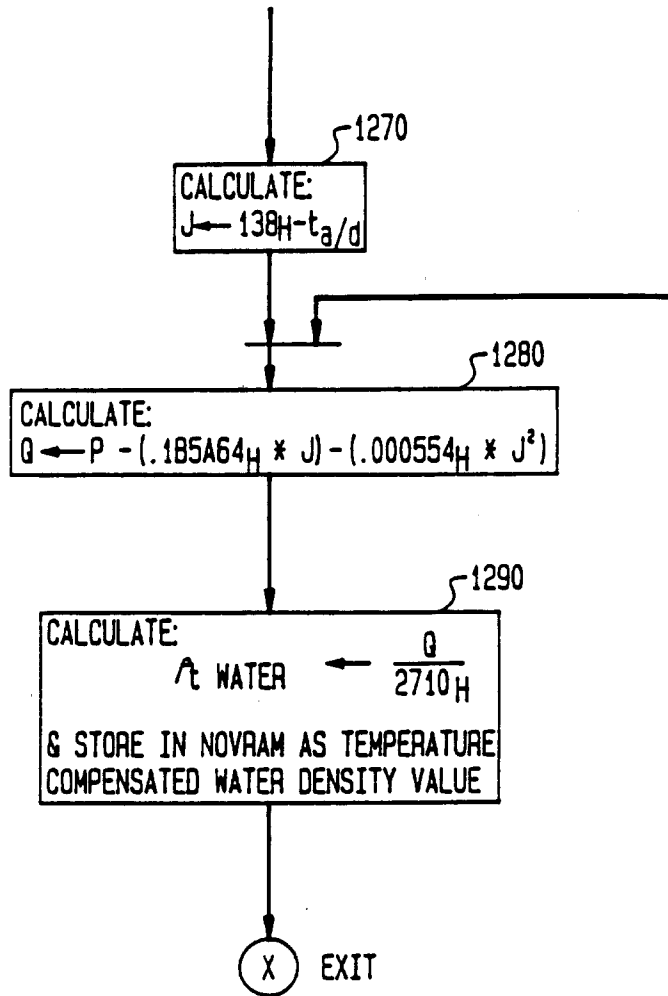 1270
CALCULATE:
J ← 138H-ta/d
1280
CALCULATE:
Q ← P - (.1B5A64H * J) - (.000554H * J²)
1290
CALCULATE:
ρt WATER ← Q
2710H
& STORE IN NOVRAM AS TEMPERATURE
COMPENSATED WATER DENSITY VALUE
X EXIT